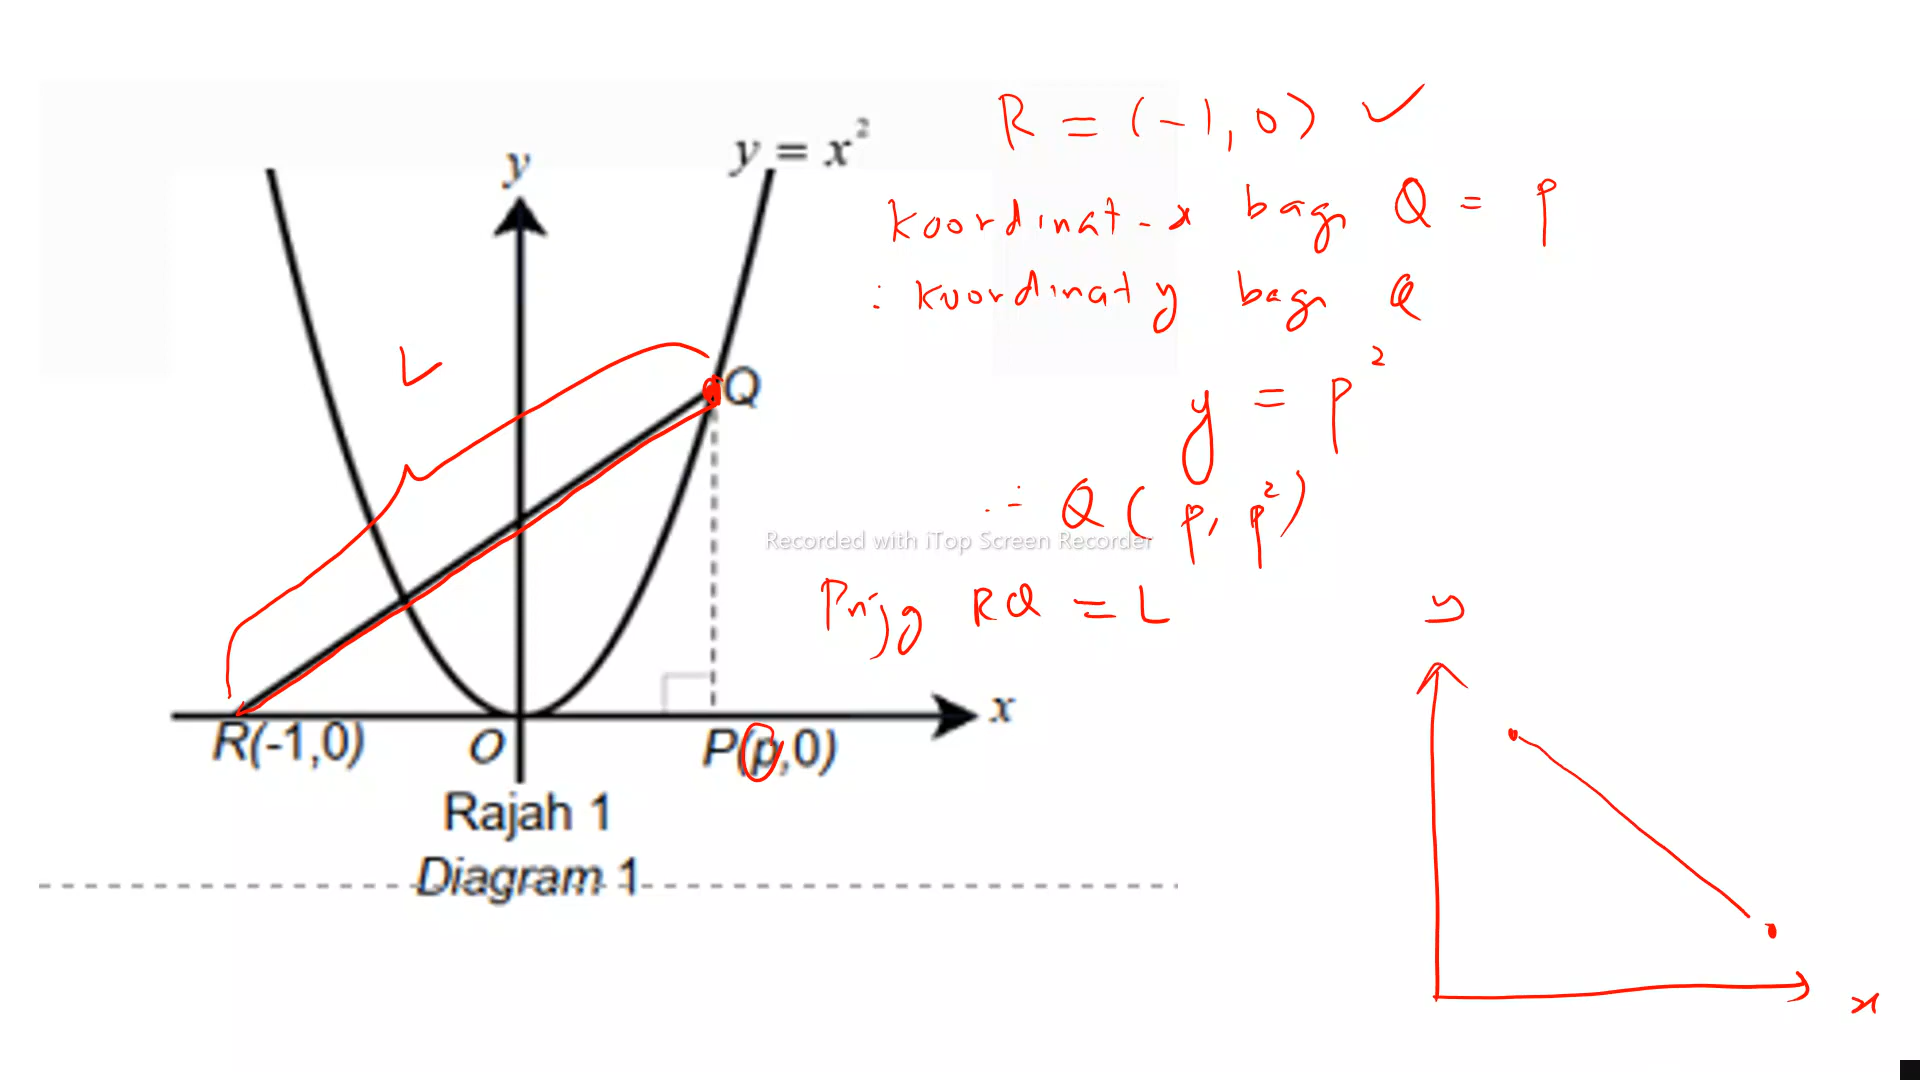 y = x²
y
Q
L
x
R(-1,0)
O
P(p,0)
Rajah 1
Diagram 1
R = (-1, 0) ✓
koordinat-x bagi Q = p
∴ koordinat y bagi Q
y = p²
∴ Q (p, p²)
Recorded with iTop Screen Recorder
RQ = L
y
x